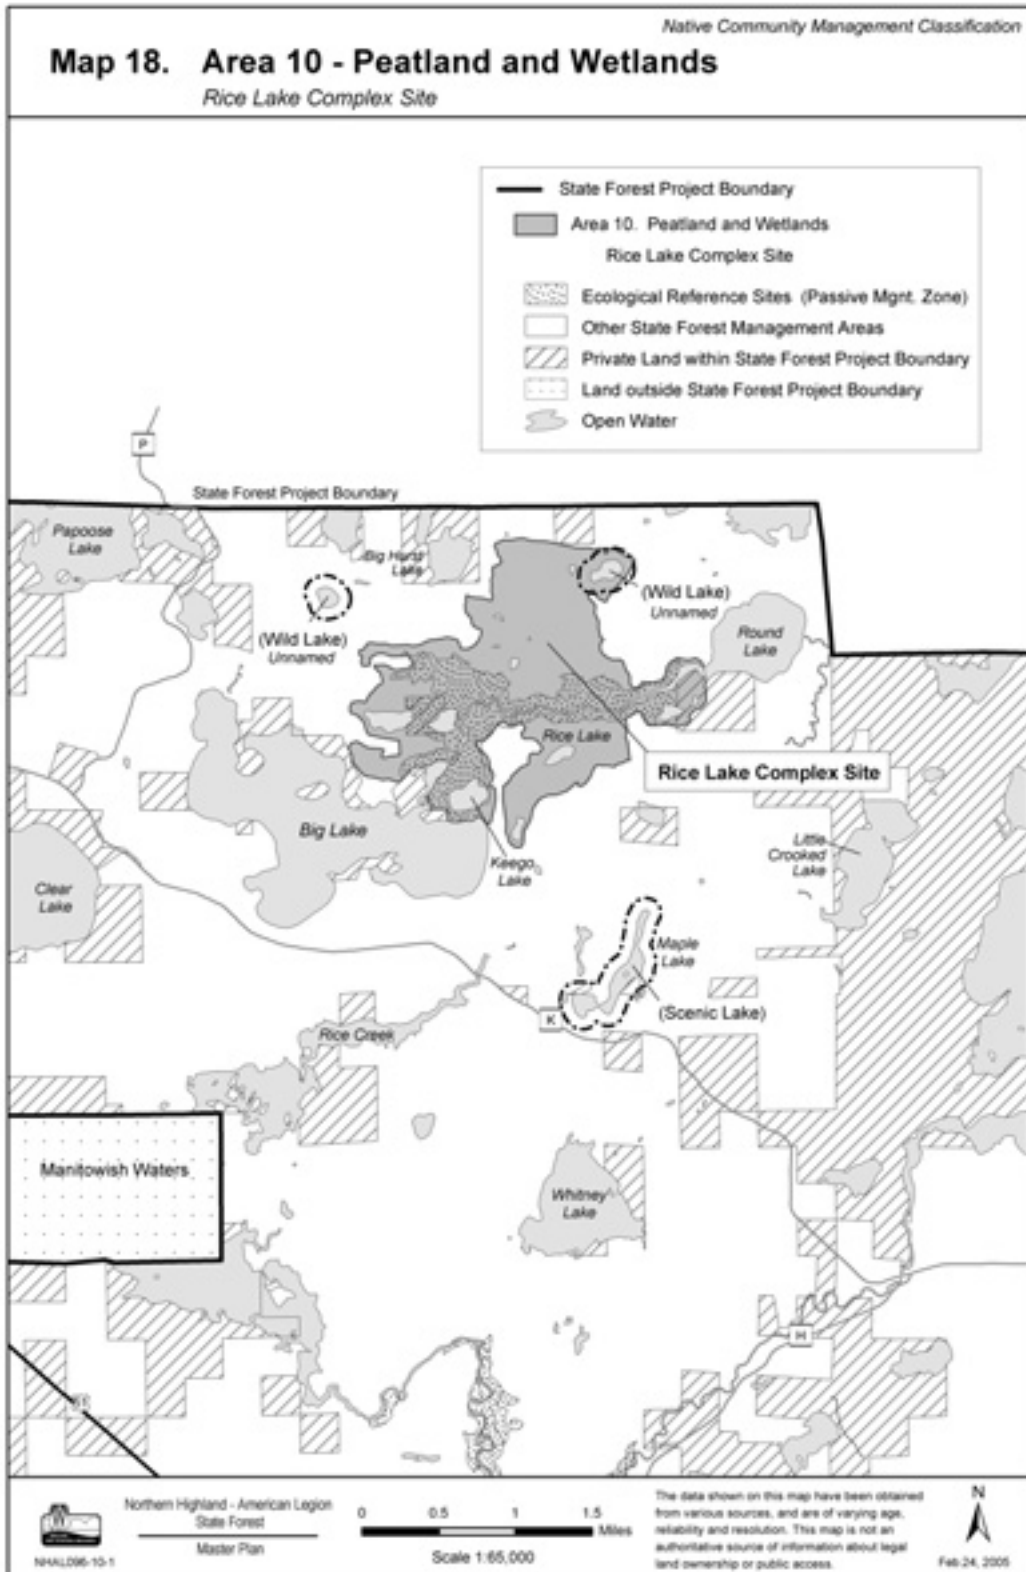 Native Community Management Classification
Map 18. Area 10 - Peatland and Wetlands
Rice Lake Complex Site
State Forest Project Boundary
Area 10. Peatland and Wetlands
Rice Lake Complex Site
Ecological Reference Sites (Passive Mgnt. Zone)
Other State Forest Management Areas
Private Land within State Forest Project Boundary
Land outside State Forest Project Boundary
Open Water
P
State Forest Project Boundary
Papoose
Lake
Big Hurst
Lake
(Wild Lake)
Unnamed
(Wild Lake)
Unnamed
Round
Lake
Rice Lake
Rice Lake Complex Site
Big Lake
Keego
Lake
Little
Crooked
Lake
Clear
Lake
Maple
Lake
(Scenic Lake)
K
Rice Creek
Manitowish Waters
Whitney
Lake
H
51
Northern Highland - American Legion
State Forest
Master Plan
NHAL096-10-1
0 0.5 1 1.5
Miles
Scale 1:65,000
The data shown on this map have been obtained
from various sources, and are of varying age,
reliability and resolution. This map is not an
authoritative source of information about legal
land ownership or public access.
N
Feb 24, 2005